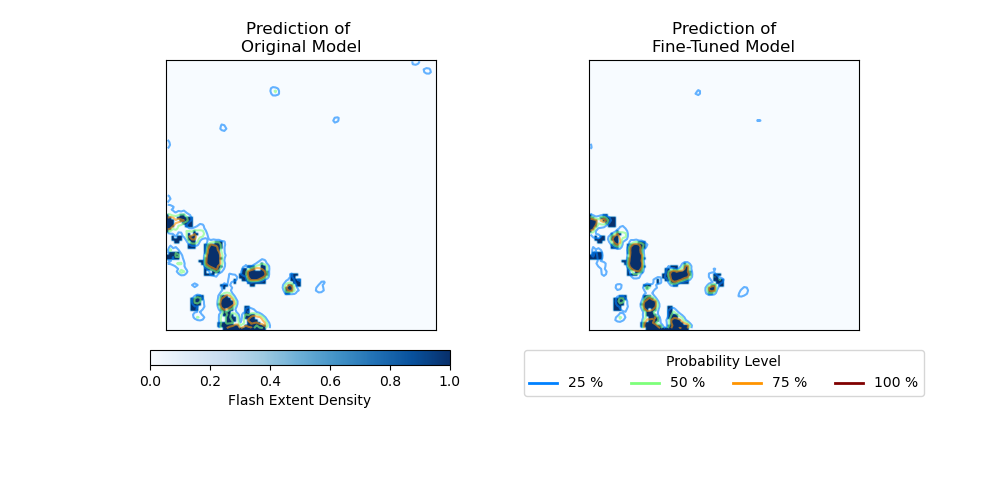 Prediction of
Original Model
Prediction of
Fine-Tuned Model
0.0 0.2 0.4 0.6 0.8 1.0
Flash Extent Density
Probability Level
25 % 50 % 75 % 100 %